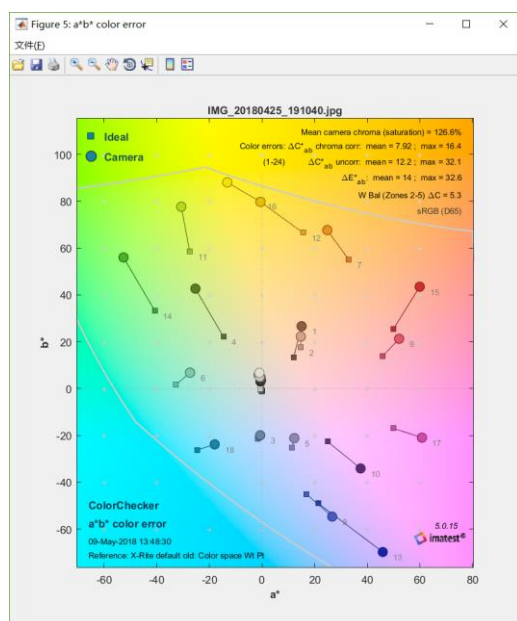 Figure 5: a*b* color error
文件(F)
IMG_20180425_191040.jpg
Ideal
Camera
Mean camera chroma (saturation) = 126.6%
Color errors: ΔC*ab chroma corr: mean = 7.92 ; max = 16.4
(1-24) ΔC*ab uncorr: mean = 12.2 ; max = 32.1
ΔE*ab: mean = 14 ; max = 32.6
W Bal (Zones 2-5) ΔC = 5.3
sRGB (D65)
100
80
60
40
20
0
-20
-40
-60
b*
16
12
7
11
15
14
4
1
2
9
6
3
5
17
18
10
8
13
ColorChecker
a*b* color error
09-May-2018 13:48:30
Reference: X-Rite default old: Color space Wt Pt
5.0.15
imatest®
-60 -40 -20 0 20 40 60 80
a*